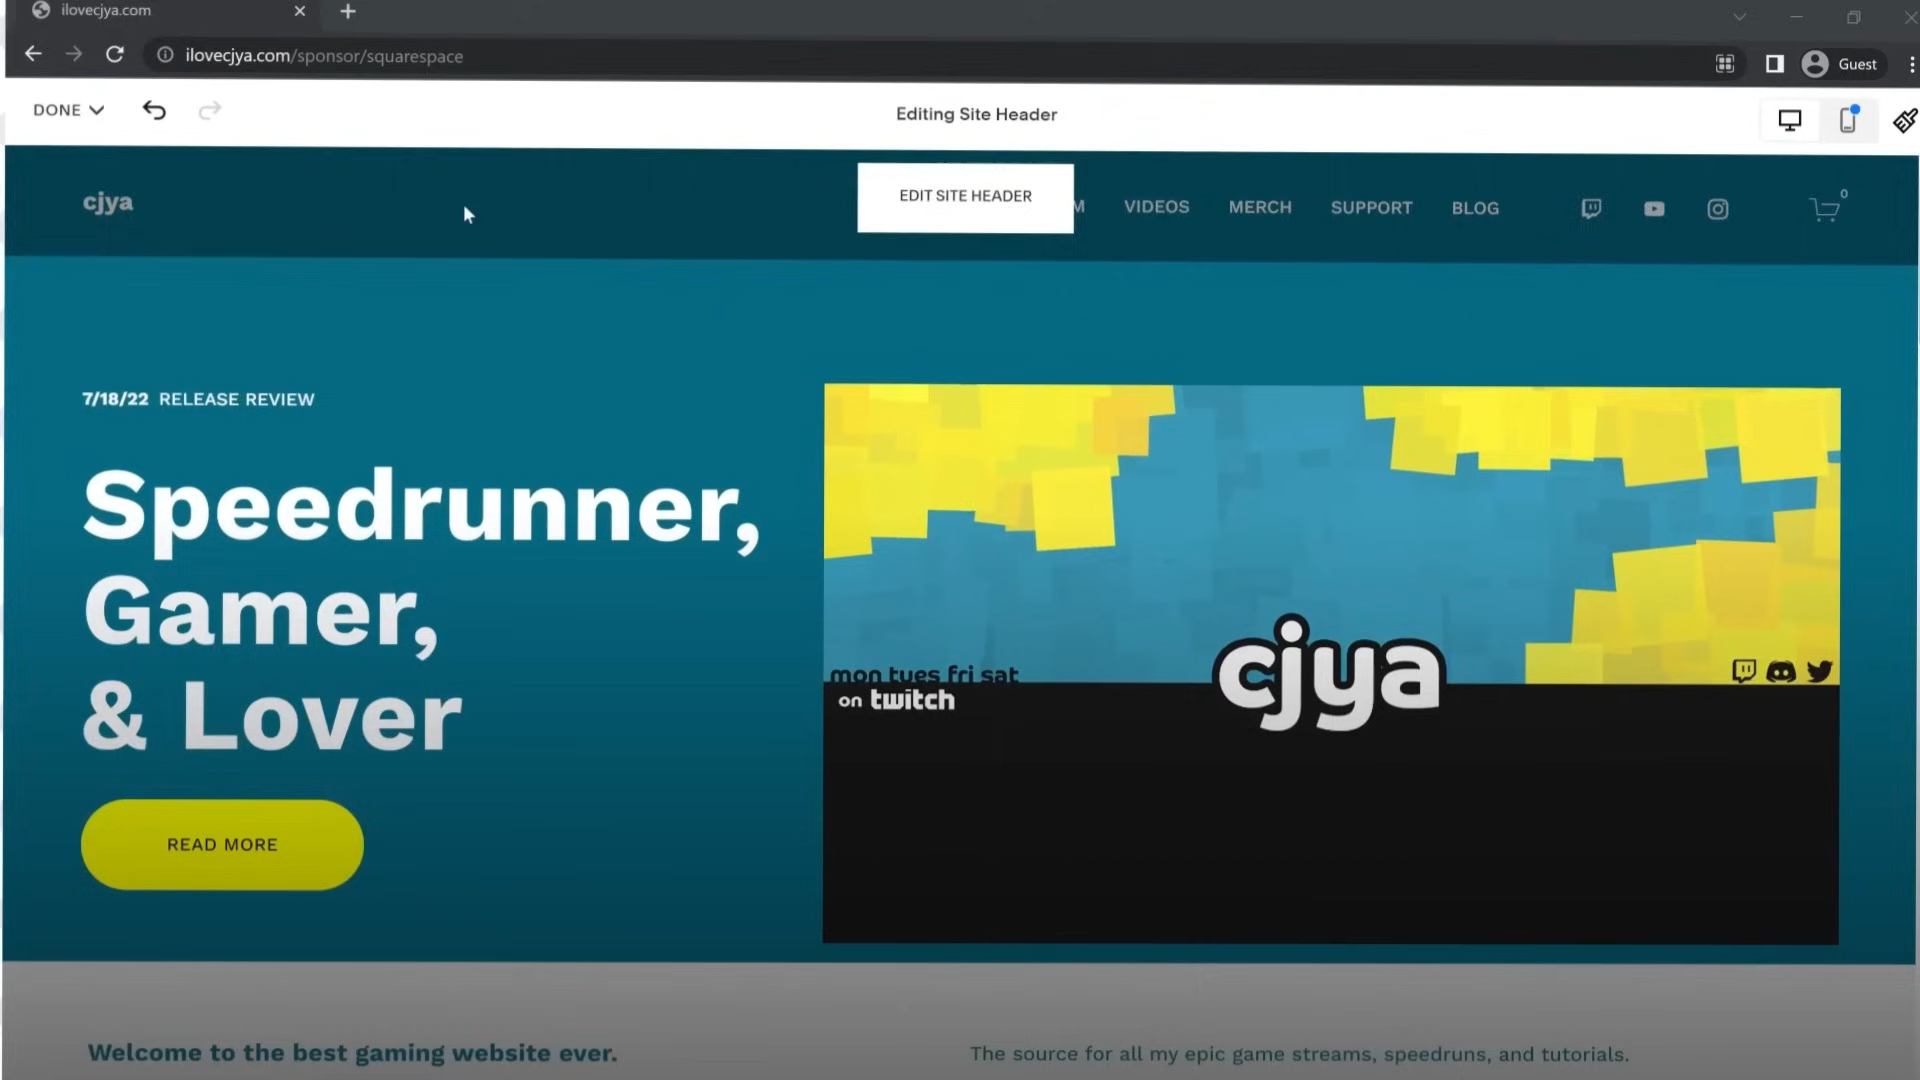 ilovecjya.com
ilovecjya.com/sponsor/squarespace
Guest
DONE
Editing Site Header
cjya
EDIT SITE HEADER
M VIDEOS MERCH SUPPORT BLOG
0
7/18/22 RELEASE REVIEW
Speedrunner,
Gamer,
& Lover
READ MORE
mon tues fri sat
on twitch
cjya
Welcome to the best gaming website ever.
The source for all my epic game streams, speedruns, and tutorials.